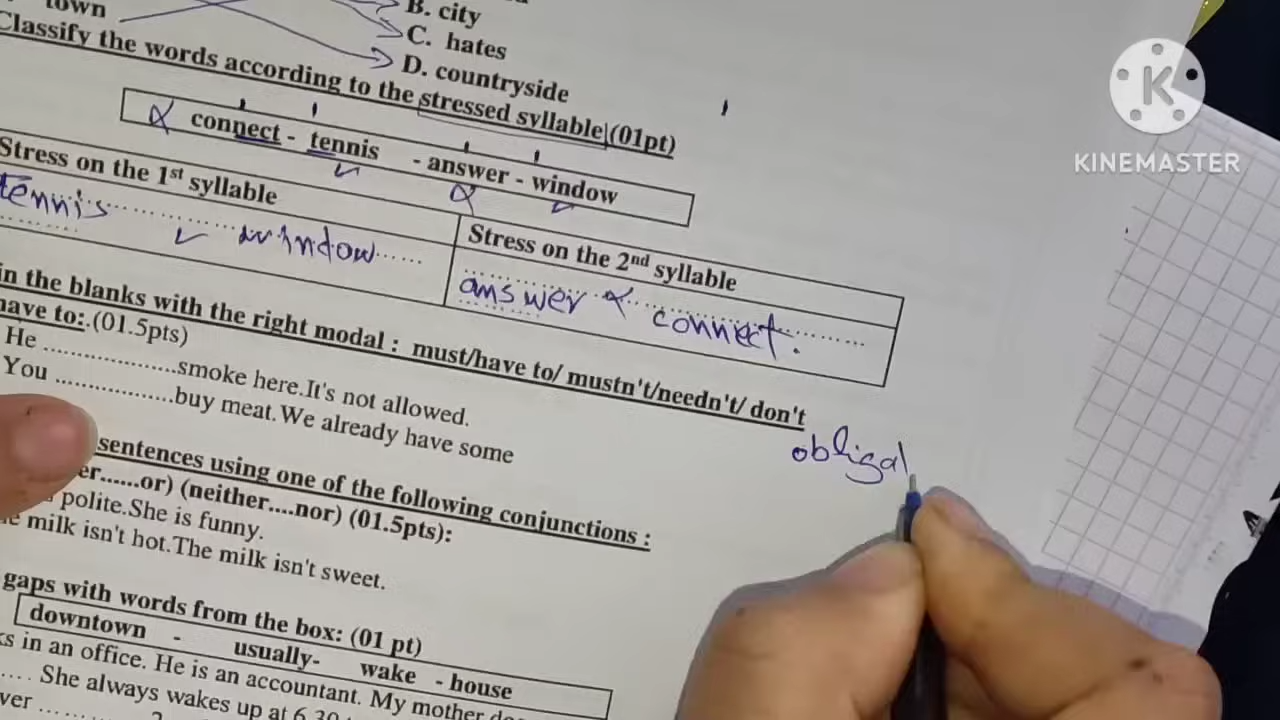 town
B. city
C. hates
D. countryside
Classify the words according to the stressed syllable (01pt)
connect - tennis - answer - window
Stress on the 1st syllable
Stress on the 2nd syllable
tennis window
answer connect.
in the blanks with the right modal : must/have to/ mustn't/needn't/ don't
have to:.(01.5pts)
He ..................smoke here.It's not allowed.
You ................buy meat.We already have some
obligat
sentences using one of the following conjunctions :
er......or) (neither....nor) (01.5pts):
polite.She is funny.
milk isn't hot.The milk isn't sweet.
gaps with words from the box: (01 pt)
downtown - usually- wake - house
in an office. He is an accountant. My mother
.... She always wakes up at 6.30
KINEMASTER